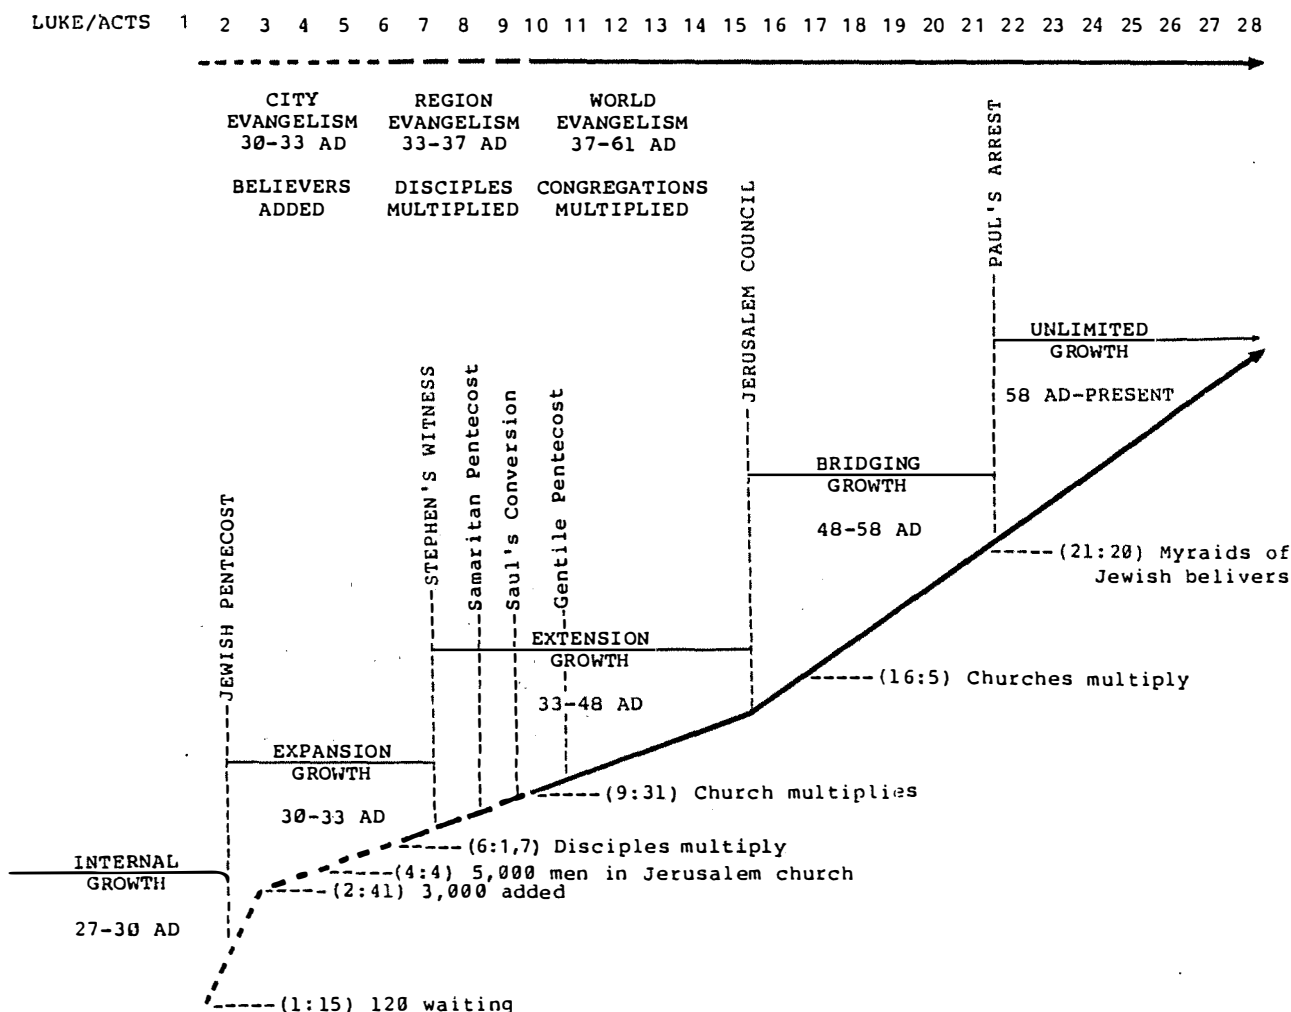 LUKE/ACTS 1 2 3 4 5 6 7 8 9 10 11 12 13 14 15 16 17 18 19 20 21 22 23 24 25 26 27 28
CITY
EVANGELISM
30-33 AD
BELIEVERS
ADDED
REGION
EVANGELISM
33-37 AD
DISCIPLES
MULTIPLIED
WORLD
EVANGELISM
37-61 AD
CONGREGATIONS
MULTIPLIED
JEWISH PENTECOST
STEPHEN'S WITNESS
Samaritan Pentecost
Saul's Conversion
Gentile Pentecost
JERUSALEM COUNCIL
PAUL'S ARREST
UNLIMITED
GROWTH
58 AD-PRESENT
BRIDGING
GROWTH
48-58 AD
EXTENSION
GROWTH
33-48 AD
EXPANSION
GROWTH
30-33 AD
INTERNAL
GROWTH
27-30 AD
(21:20) Myraids of
Jewish belivers
(16:5) Churches multiply
(9:31) Church multiplies
(6:1,7) Disciples multiply
(4:4) 5,000 men in Jerusalem church
(2:41) 3,000 added
(1:15) 120 waiting